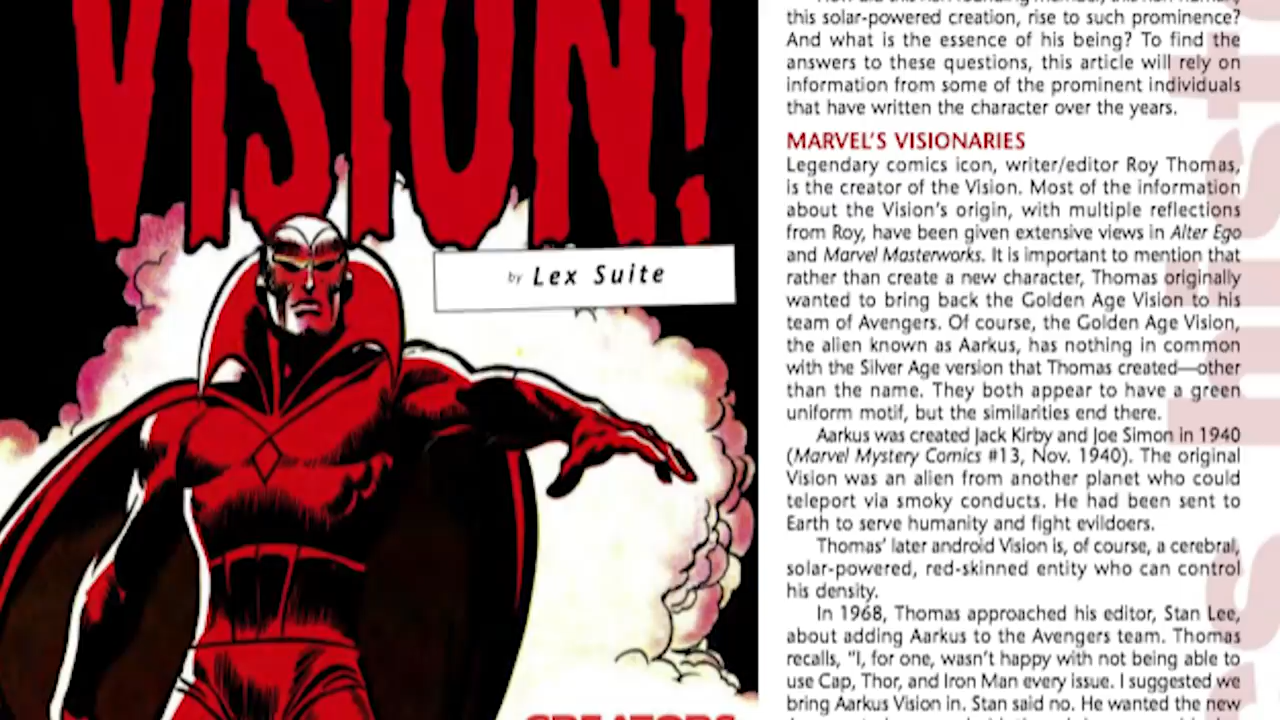 VISION!
by Lex Suite
CREATORS
this solar-powered creation, rise to such prominence?
And what is the essence of his being? To find the
answers to these questions, this article will rely on
information from some of the prominent individuals
that have written the character over the years.
MARVEL'S VISIONARIES
Legendary comics icon, writer/editor Roy Thomas,
is the creator of the Vision. Most of the information
about the Vision's origin, with multiple reflections
from Roy, have been given extensive views in Alter Ego
and Marvel Masterworks. It is important to mention that
rather than create a new character, Thomas originally
wanted to bring back the Golden Age Vision to his
team of Avengers. Of course, the Golden Age Vision,
the alien known as Aarkus, has nothing in common
with the Silver Age version that Thomas created—other
than the name. They both appear to have a green
uniform motif, but the similarities end there.
Aarkus was created Jack Kirby and Joe Simon in 1940
(Marvel Mystery Comics #13, Nov. 1940). The original
Vision was an alien from another planet who could
teleport via smoky conducts. He had been sent to
Earth to serve humanity and fight evildoers.
Thomas' later android Vision is, of course, a cerebral,
solar-powered, red-skinned entity who can control
his density.
In 1968, Thomas approached his editor, Stan Lee,
about adding Aarkus to the Avengers team. Thomas
recalls, "I, for one, wasn't happy with not being able to
use Cap, Thor, and Iron Man every issue. I suggested we
bring Aarkus Vision in. Stan said no. He wanted the new